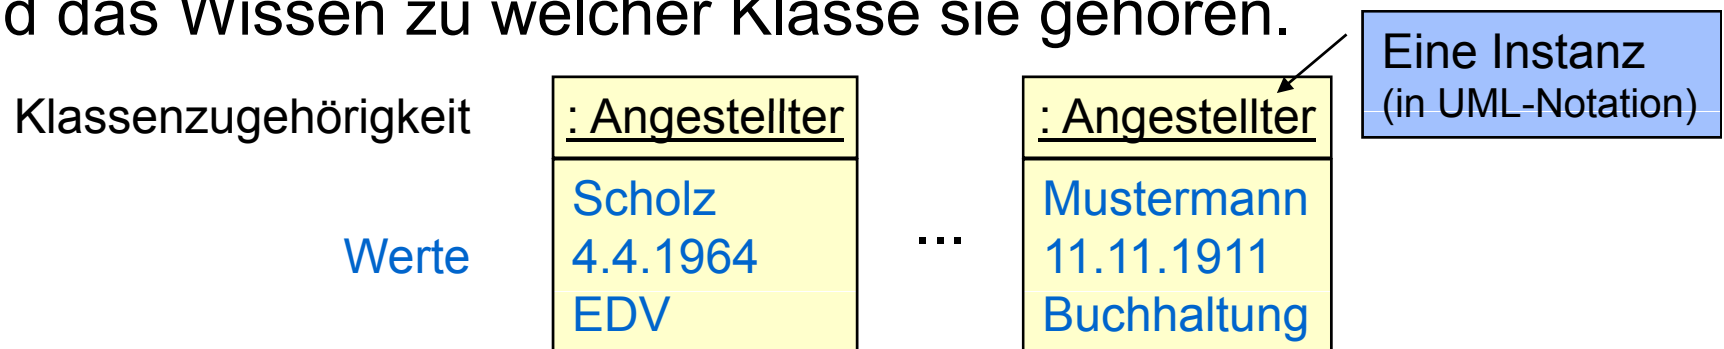 d das Wissen zu welcher Klasse sie gehören.
Eine Instanz
(in UML-Notation)
Klassenzugehörigkeit
: Angestellter
: Angestellter
Werte
Scholz
4.4.1964
EDV
...
Mustermann
11.11.1911
Buchhaltung